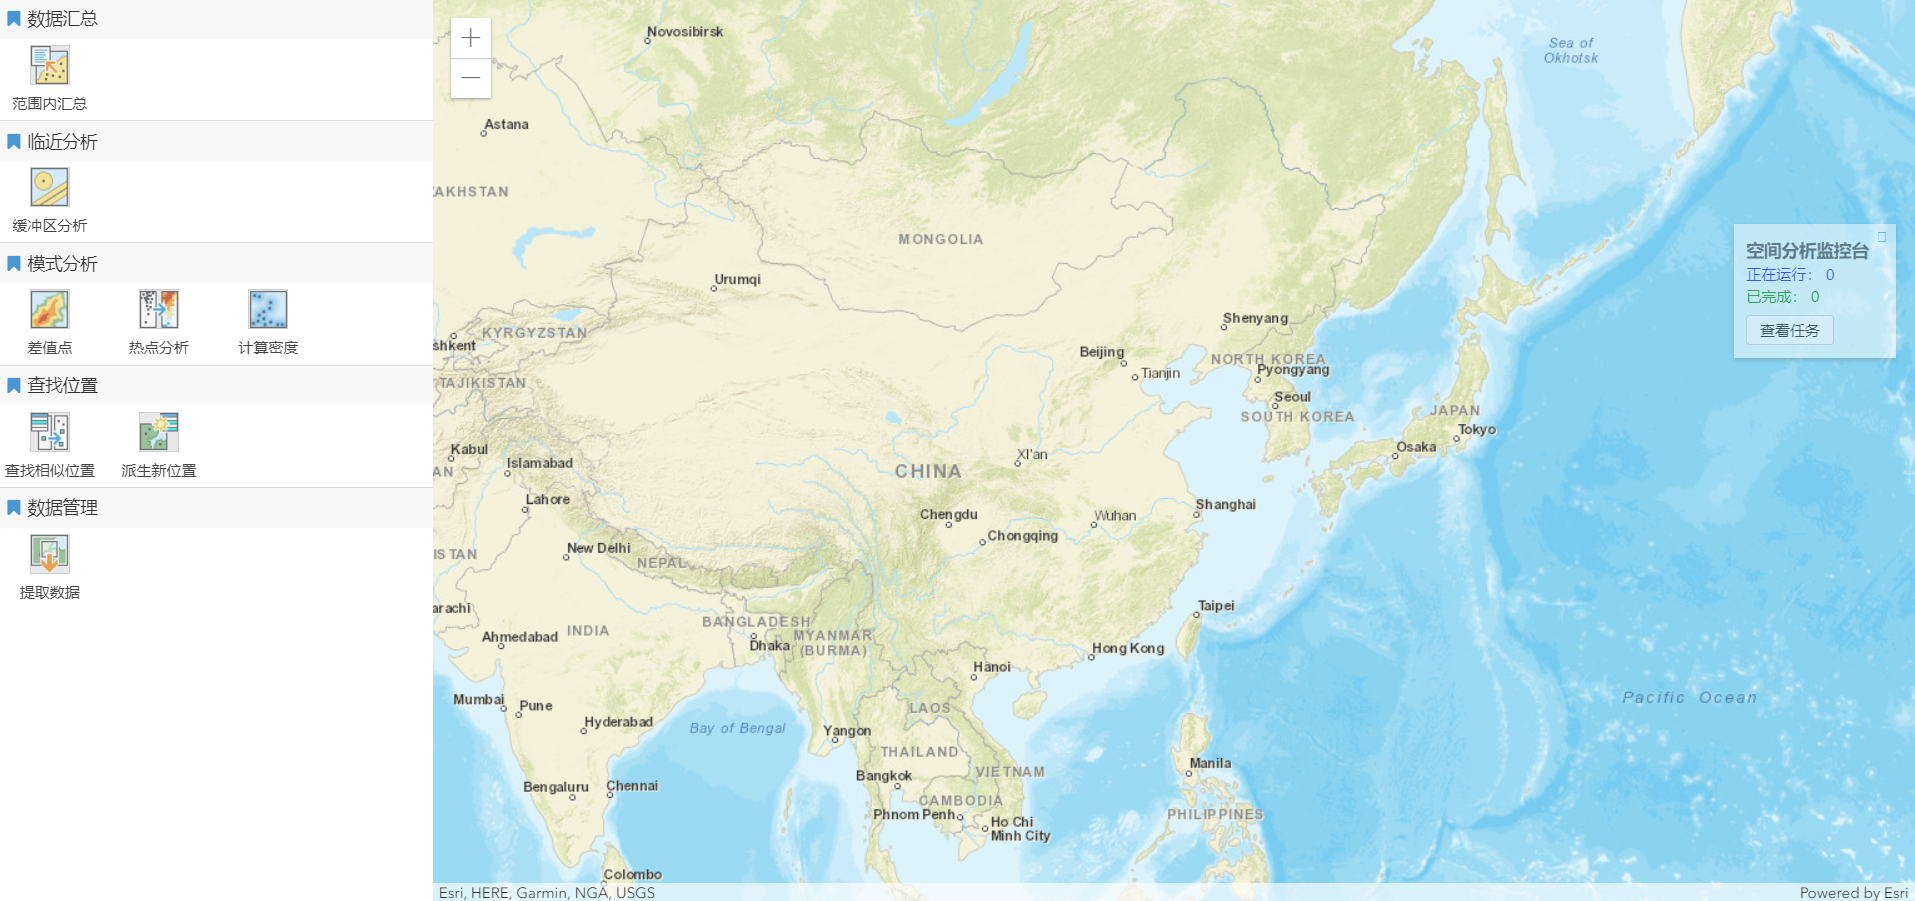 数据汇总
范围内汇总
临近分析
缓冲区分析
模式分析
差值点
热点分析
计算密度
查找位置
查找相似位置
派生新位置
数据管理
提取数据
Novosibirsk
Sea of
Okhotsk
Astana
AKHSTAN
MONGOLIA
空间分析监控台
正在运行： 0
已完成： 0
查看任务
Urumqi
KYRGYZSTAN
shkent
Shenyang
Beijing
Tianjin
NORTH KOREA
Pyongyang
TAJIKISTAN
Seoul
SOUTH KOREA
JAPAN
Tokyo
Osaka
Kabul
AN
Islamabad
XI'an
CHINA
Lahore
Shanghai
Chengdu
Wuhan
Chongqing
ISTAN
New Delhi
NEPAL
arachi
Taipei
BANGLADESH
Ahmedabad
INDIA
MYANMAR
(BURMA)
Dhaka
Hong Kong
Hanoi
Mumbai
Pune
LAOS
Pacific Ocean
Hyderabad
Bay of Bengal
Yangon
THAILAND
VIETNAM
Manila
Bangkok
Bengaluru
Chennai
CAMBODIA
Phnom Penh
Ho Chi
Minh City
PHILIPPINES
Colombo
Esri, HERE, Garmin, NGA, USGS
Powered by Esri